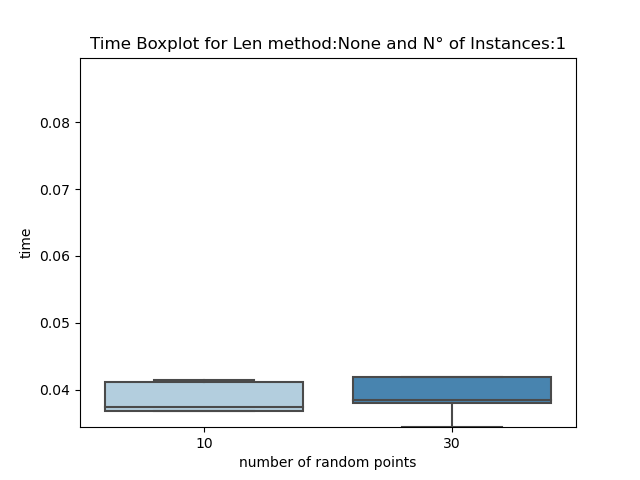 Time Boxplot for Len method:None and N° of Instances:1
0.08
0.07
0.06
0.05
0.04
time
10
30
number of random points